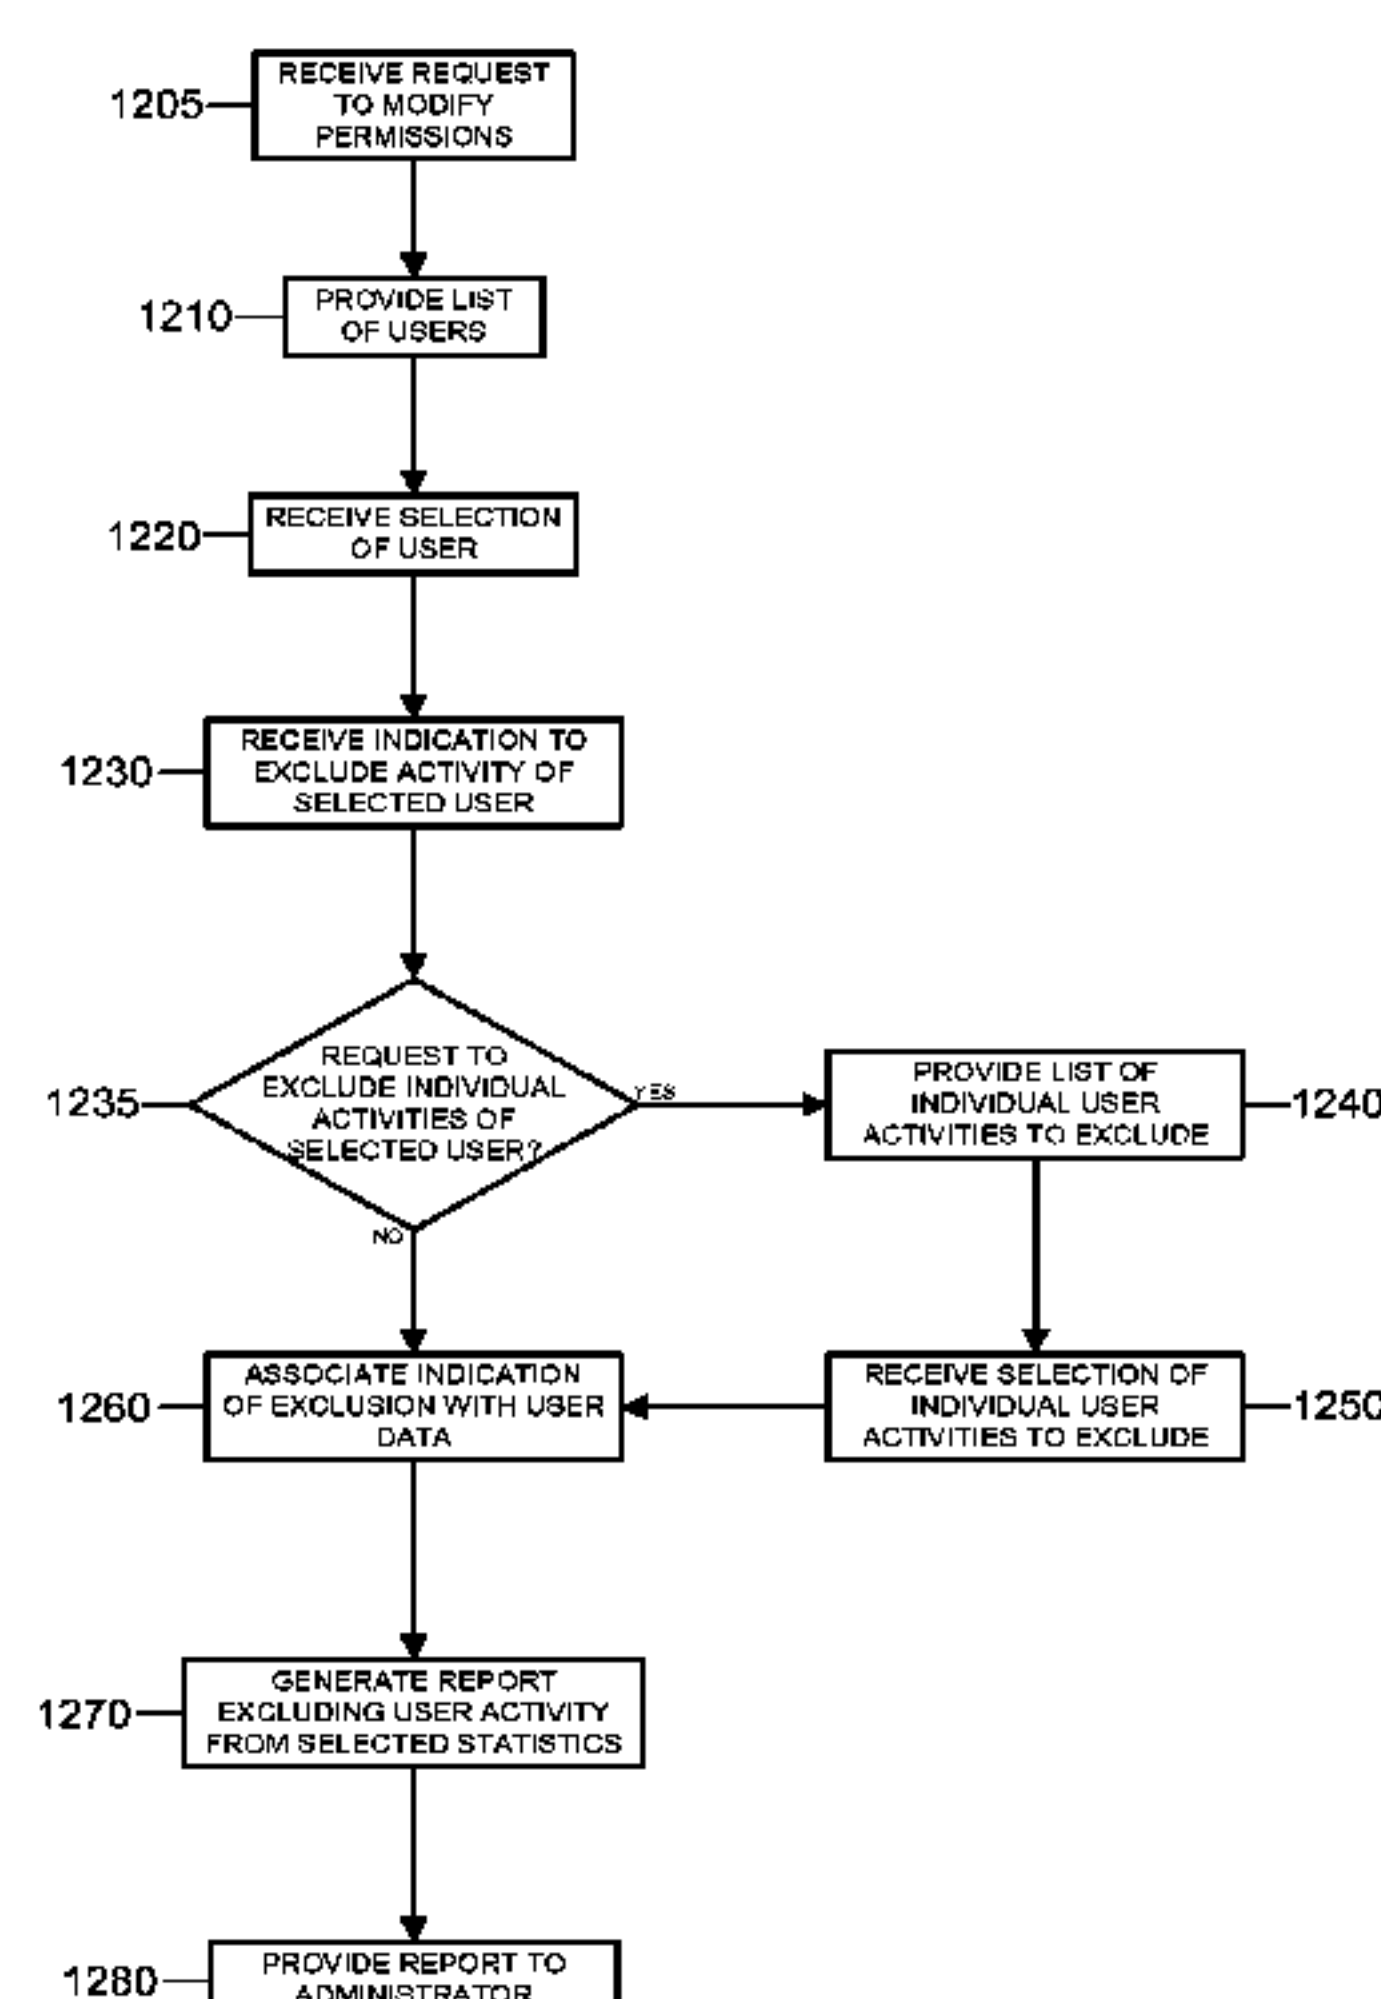 1205
RECEIVE REQUEST
TO MODIFY
PERMISSIONS
1210
PROVIDE LIST
OF USERS
1220
RECEIVE SELECTION
OF USER
1230
RECEIVE INDICATION TO
EXCLUDE ACTIVITY OF
SELECTED USER
1235
REQUEST TO
EXCLUDE INDIVIDUAL
ACTIVITIES OF
SELECTED USER?
YES
NO
PROVIDE LIST OF
INDIVIDUAL USER
ACTIVITIES TO EXCLUDE
1240
1260
ASSOCIATE INDICATION
OF EXCLUSION WITH USER
DATA
RECEIVE SELECTION OF
INDIVIDUAL USER
ACTIVITIES TO EXCLUDE
1250
1270
GENERATE REPORT
EXCLUDING USER ACTIVITY
FROM SELECTED STATISTICS
1280
PROVIDE REPORT TO
ADMINISTRATOR